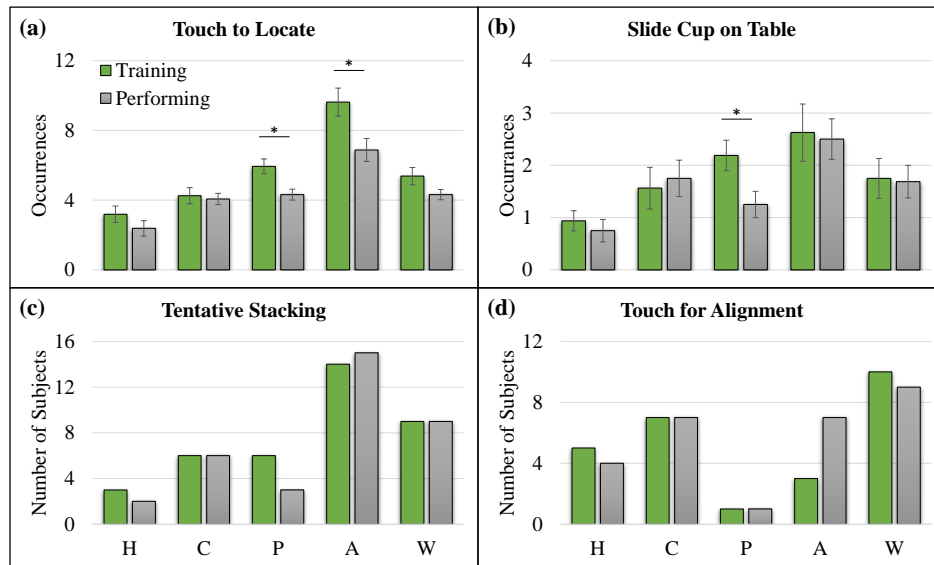 (a) Touch to Locate
12
8
4
0
Occurrences
Training
Performing
*
*
(b) Slide Cup on Table
4
3
2
1
0
Occurrances
*
(c) Tentative Stacking
16
12
8
4
0
Number of Subjects
H C P A W
(d) Touch for Alignment
12
8
4
0
Number of Subjects
H C P A W